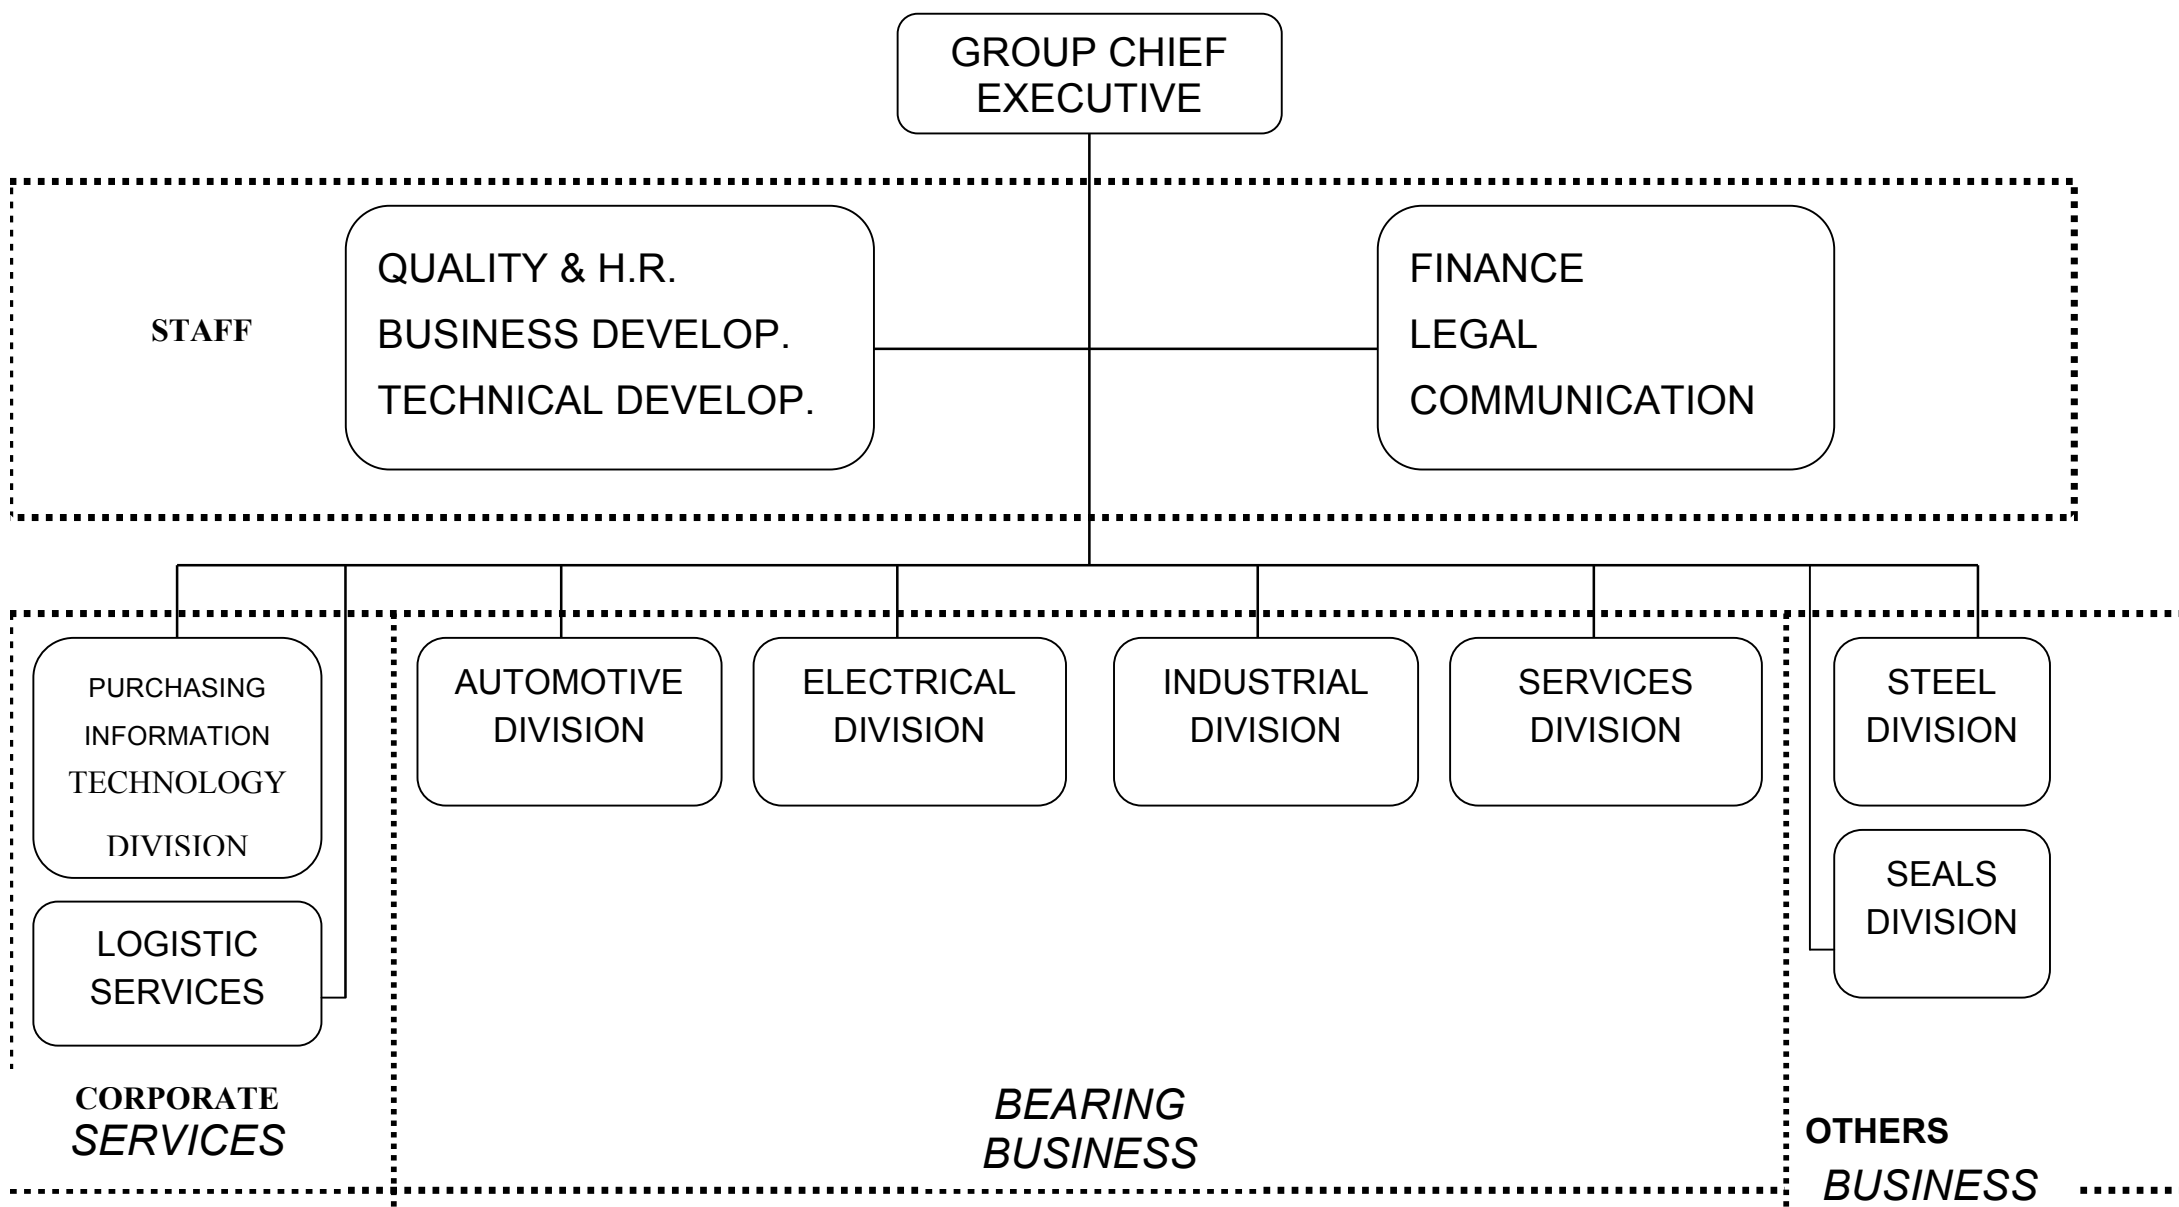 GROUP CHIEF
EXECUTIVE
STAFF
QUALITY & H.R.
BUSINESS DEVELOP.
TECHNICAL DEVELOP.
FINANCE
LEGAL
COMMUNICATION
PURCHASING
INFORMATION
TECHNOLOGY
DIVISION
LOGISTIC
SERVICES
CORPORATE
SERVICES
AUTOMOTIVE
DIVISION
ELECTRICAL
DIVISION
INDUSTRIAL
DIVISION
SERVICES
DIVISION
BEARING
BUSINESS
STEEL
DIVISION
SEALS
DIVISION
OTHERS
BUSINESS